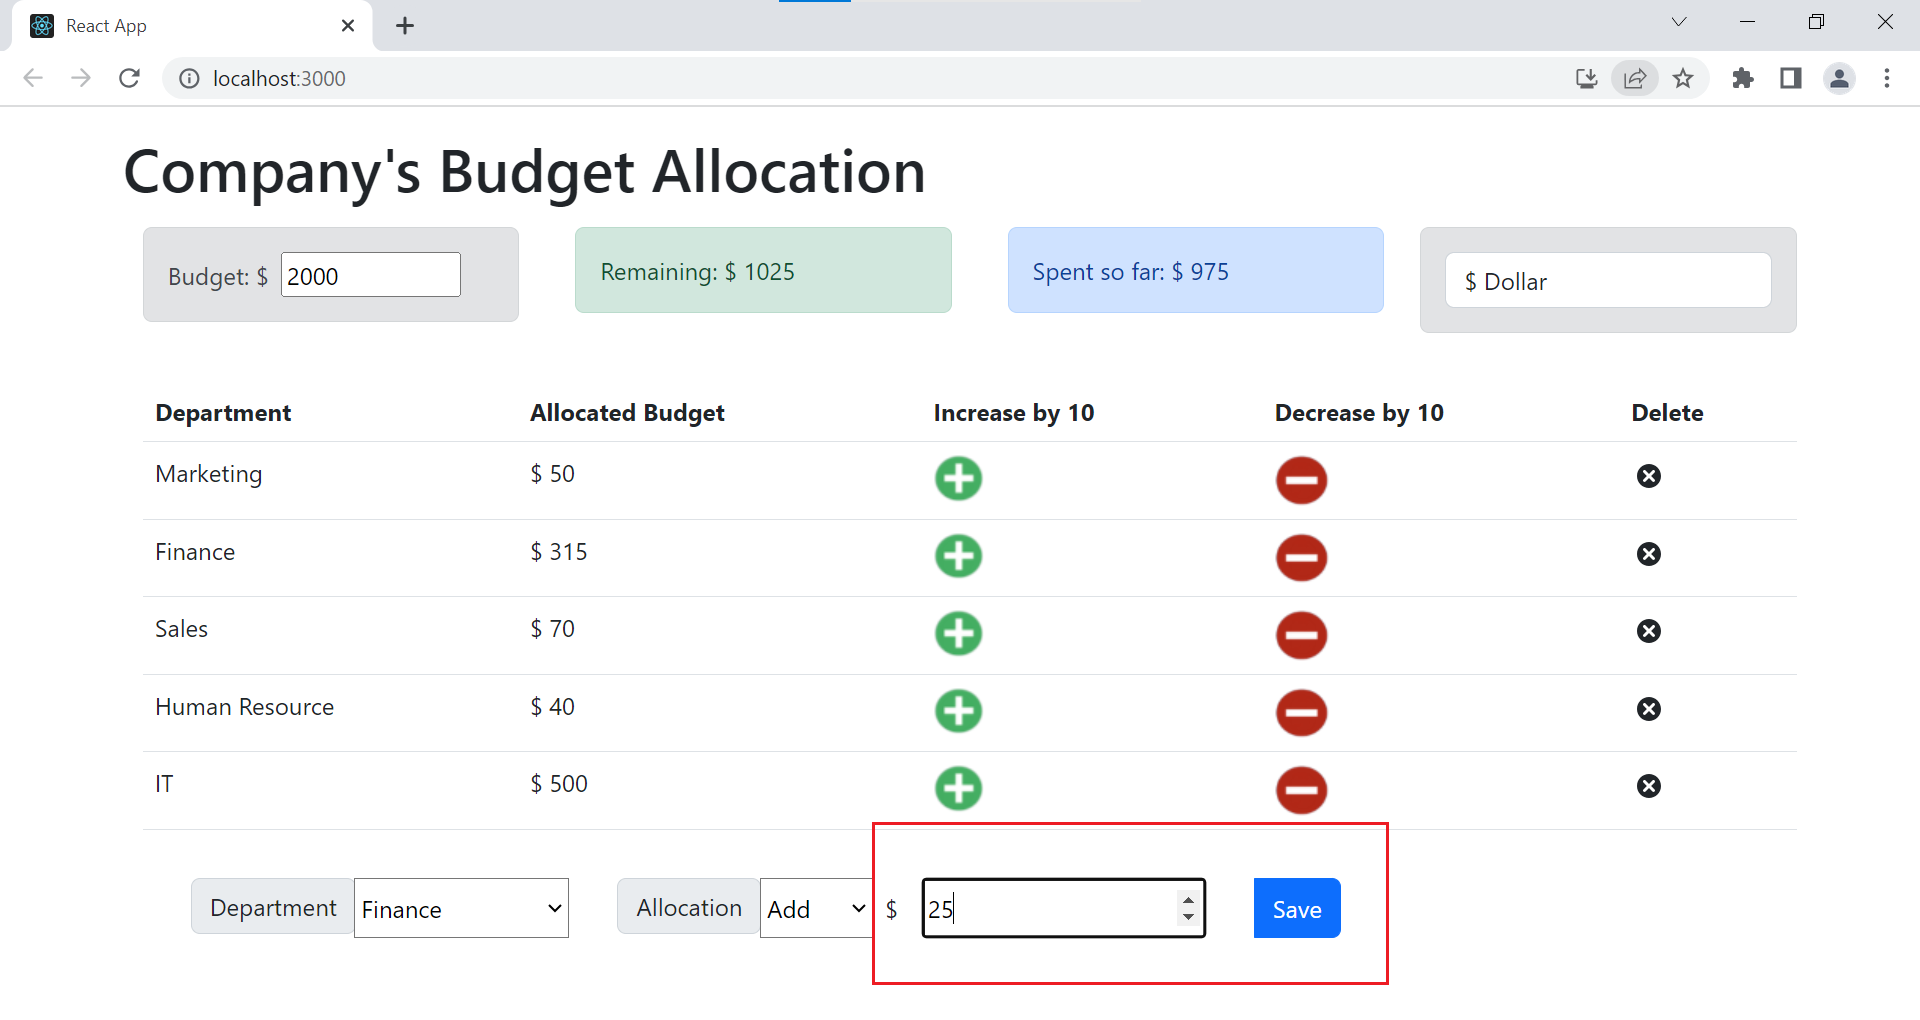 React App
localhost:3000
Company's Budget Allocation
Budget: $ 2000
Remaining: $ 1025
Spent so far: $ 975
$ Dollar
Department Allocated Budget Increase by 10 Decrease by 10 Delete
Marketing $ 50
Finance $ 315
Sales $ 70
Human Resource $ 40
IT $ 500
Department Finance Allocation Add $ 25 Save